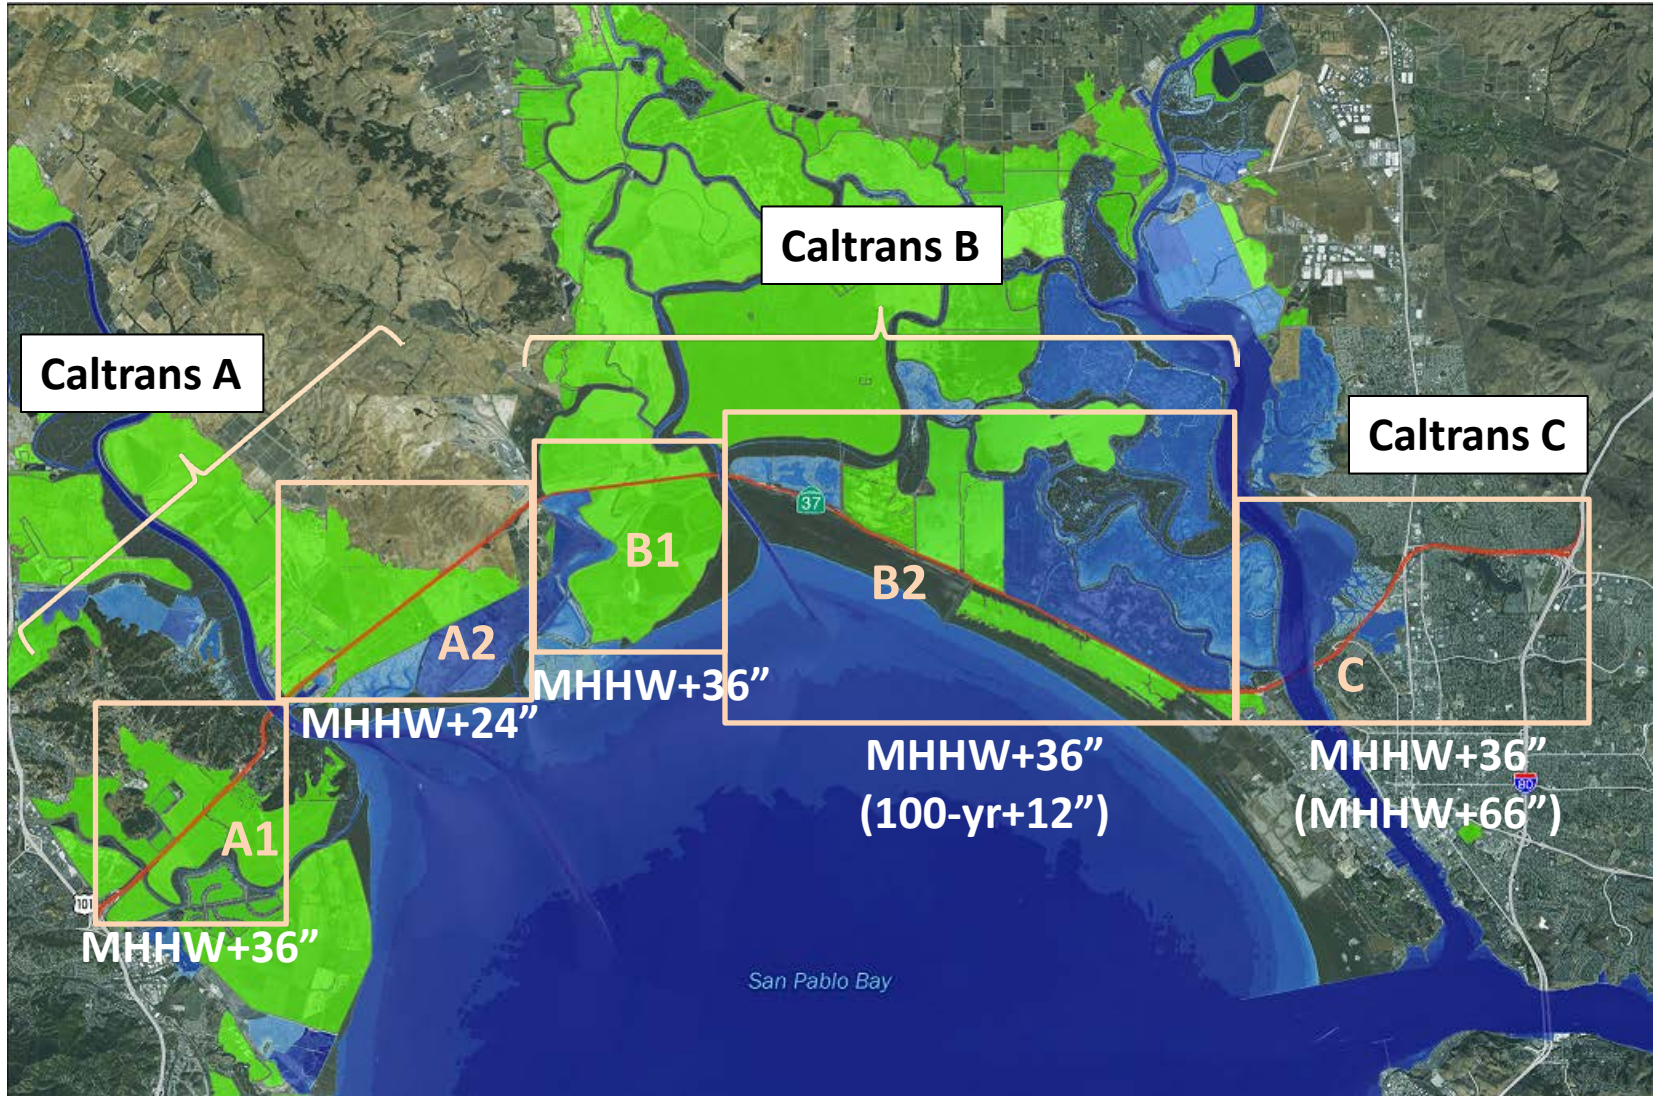 Caltrans B
Caltrans A
Caltrans C
37
B1
B2
A2
C
MHHW+36”
MHHW+24”
MHHW+36”
(100-yr+12”)
MHHW+36”
(MHHW+66”)
80
A1
101
MHHW+36”
San Pablo Bay